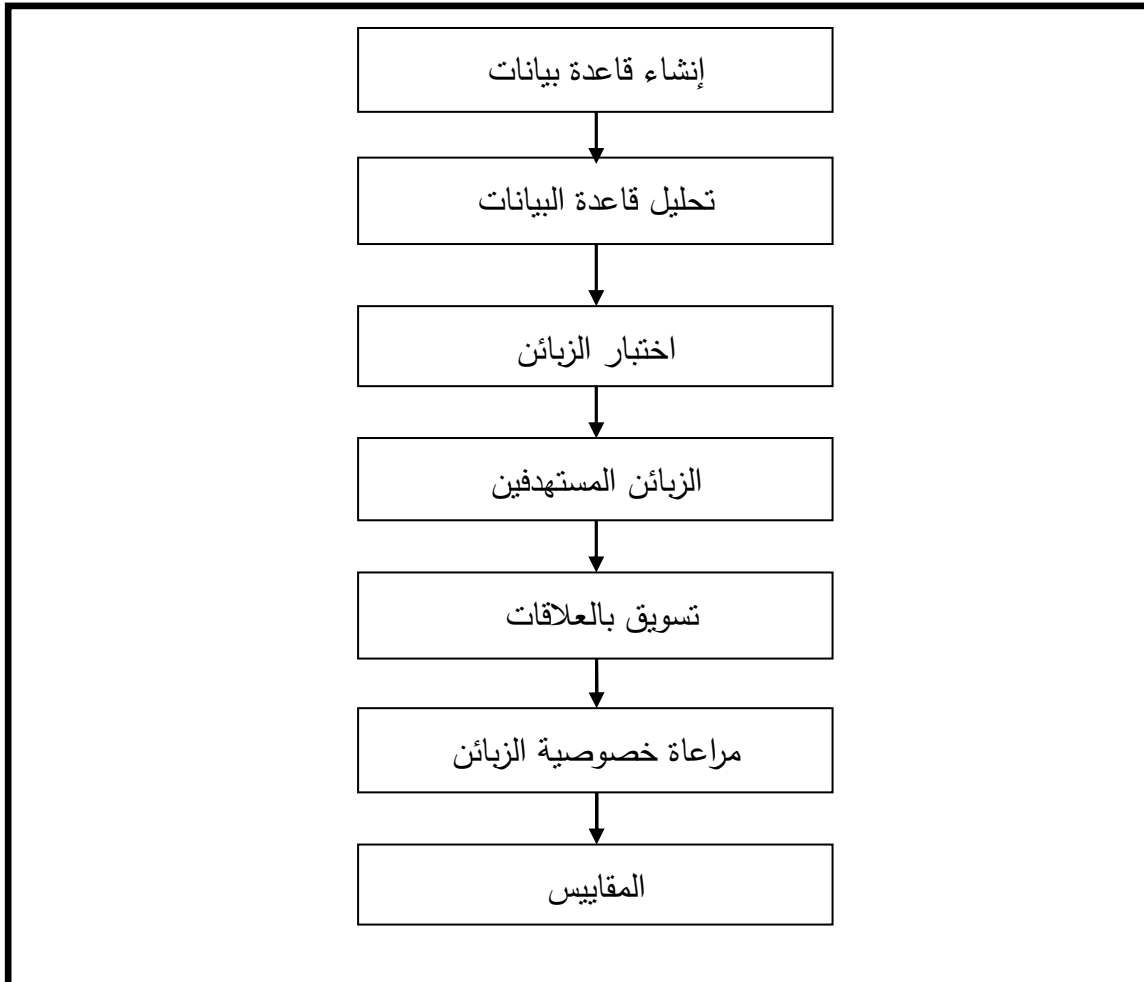 إنشاء قاعدة بيانات
تحليل قاعدة البيانات
اختبار الزبائن
الزبائن المستهدفين
تسويق بالعلاقات
مراعاة خصوصية الزبائن
المقاييس